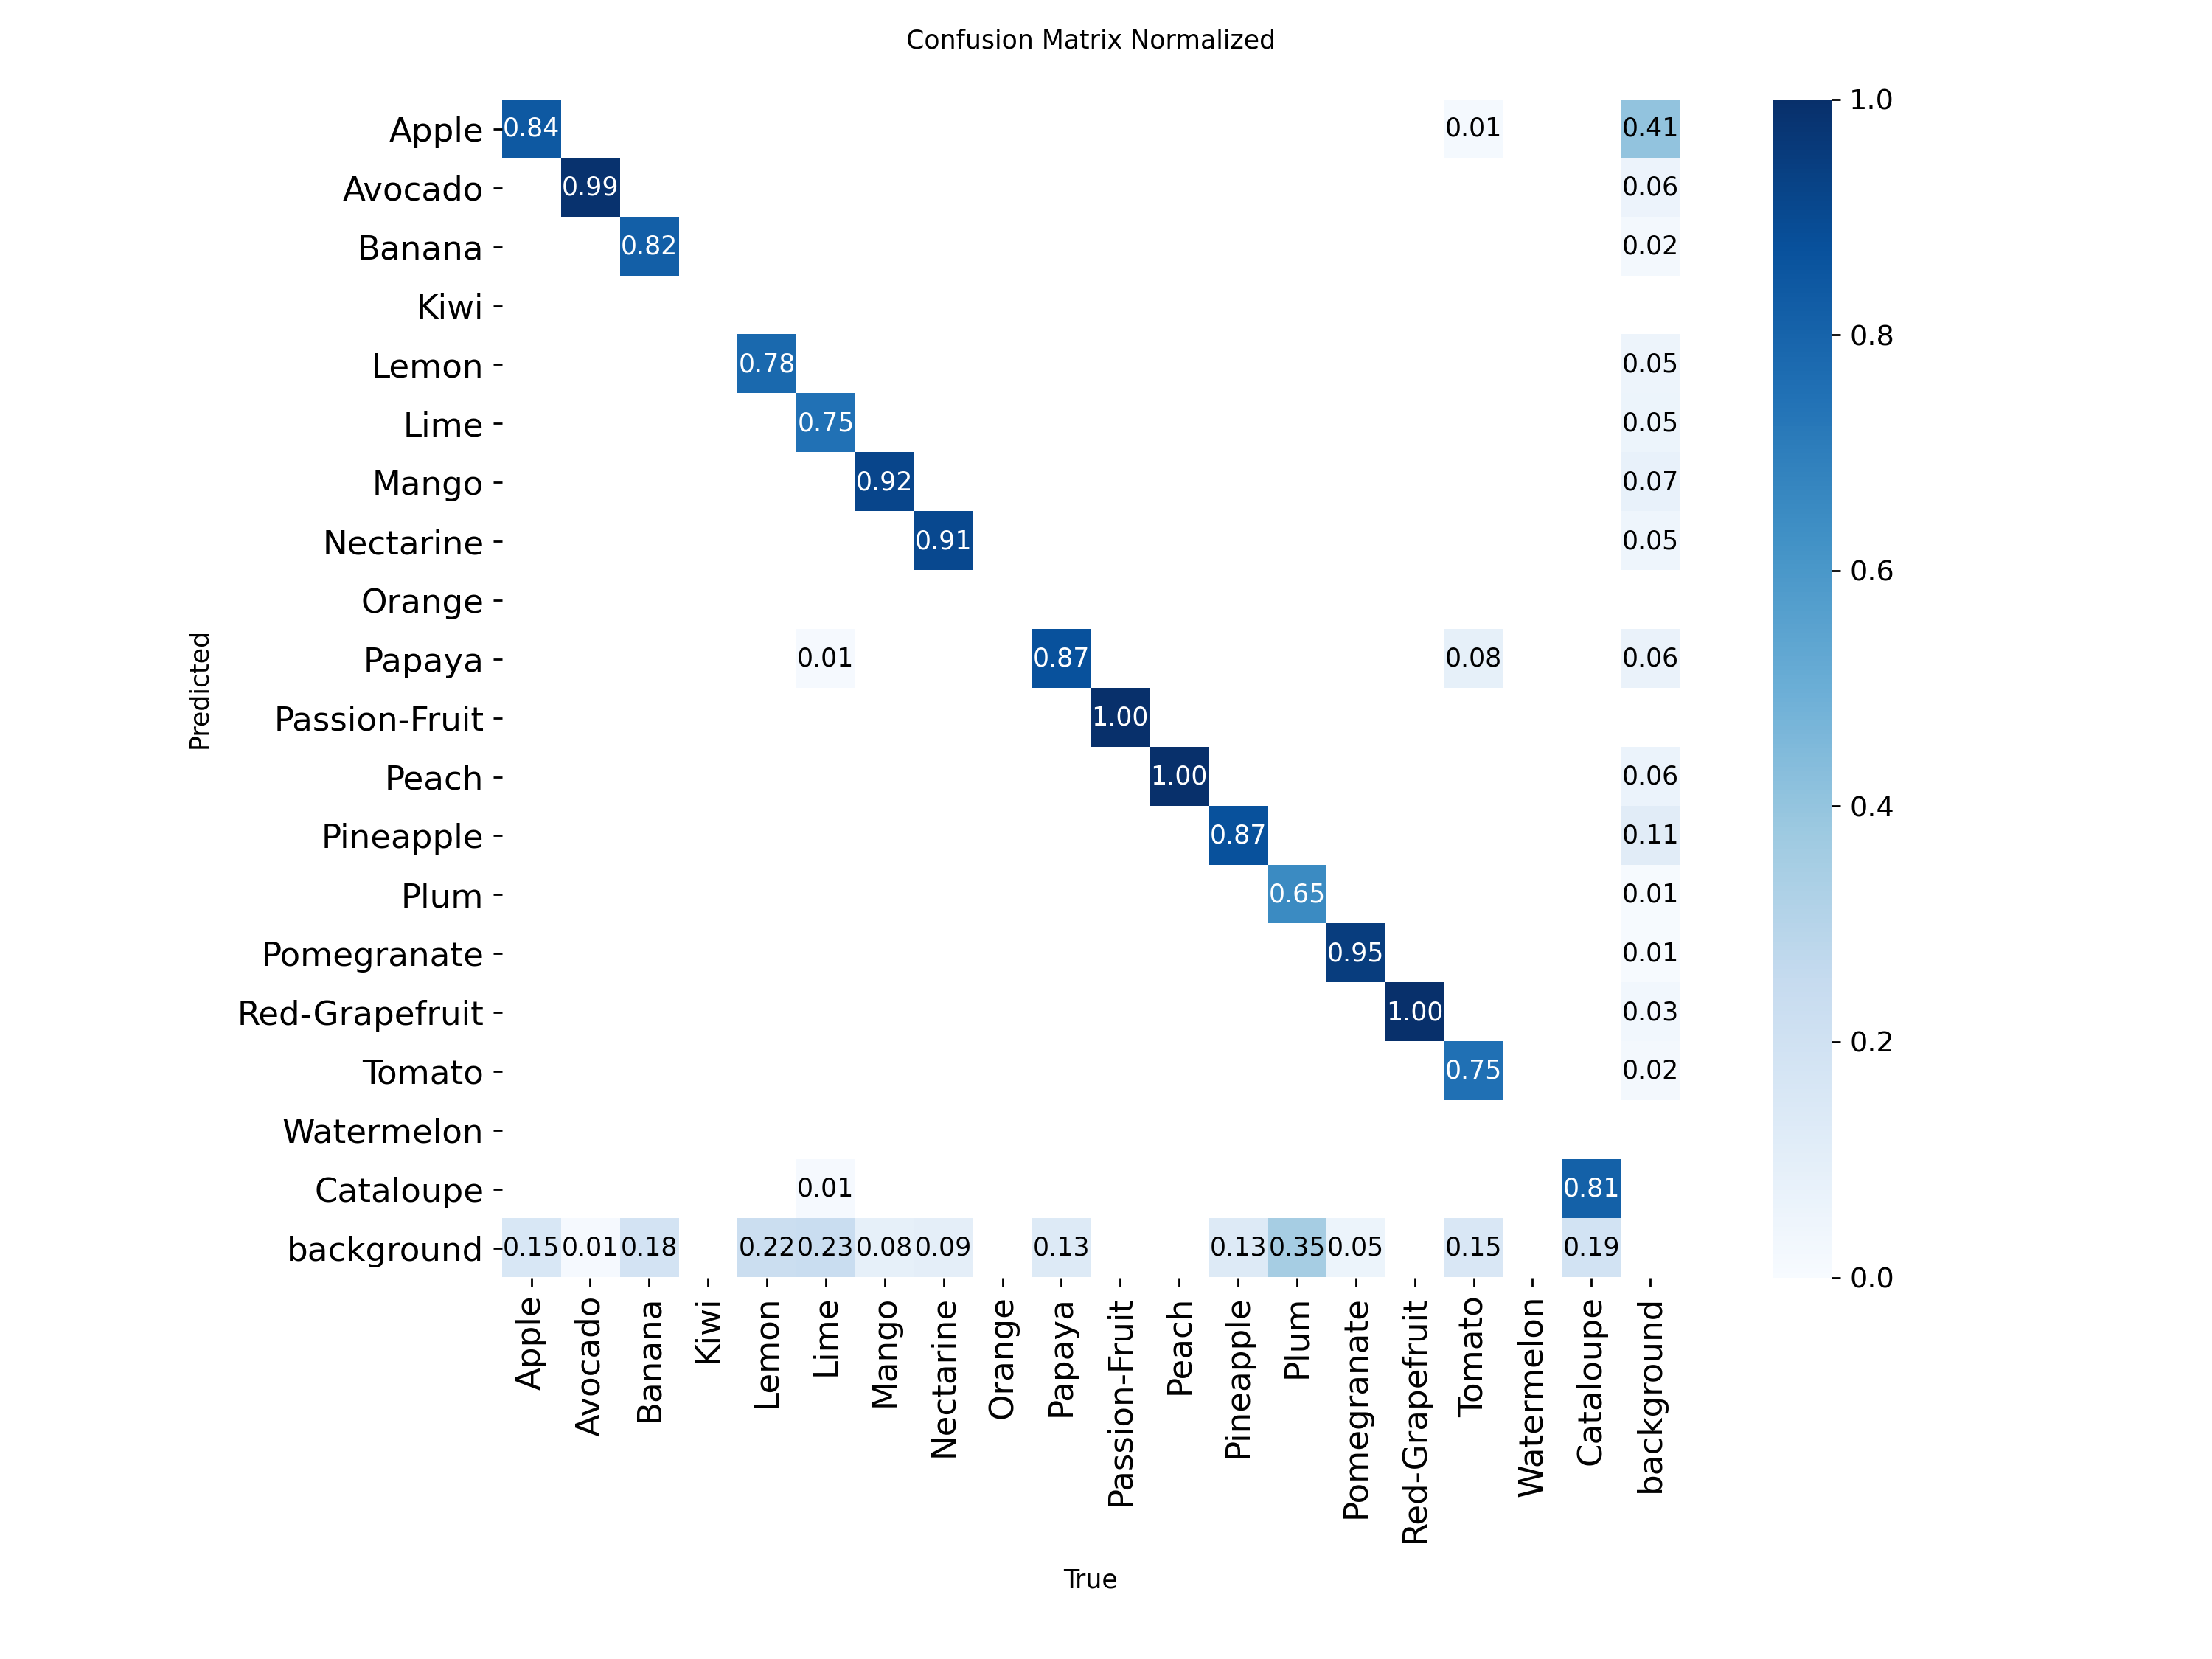 Confusion Matrix Normalized
Apple 0.84 0.01 0.41 1.0
Avocado 0.99 0.06
Banana 0.82 0.02
Kiwi
Lemon 0.78 0.05 0.8
Lime 0.75 0.05
Mango 0.92 0.07
Nectarine 0.91 0.05
0.6
Orange
Predicted
Papaya 0.01 0.87 0.08 0.06
Passion-Fruit 1.00
Peach 1.00 0.06
0.4
Pineapple 0.87 0.11
Plum 0.65 0.01
Pomegranate 0.95 0.01
Red-Grapefruit 1.00 0.03
0.2
Tomato 0.75 0.02
Watermelon
Cataloupe 0.01 0.81
background 0.15 0.01 0.18 0.22 0.23 0.08 0.09 0.13 0.13 0.35 0.05 0.15 0.19
0.0
Apple
Avocado
Banana
Kiwi
Lemon
Lime
Mango
Nectarine
Orange
Papaya
Passion-Fruit
Peach
Pineapple
Plum
Pomegranate
Red-Grapefruit
Tomato
Watermelon
Cataloupe
background
True